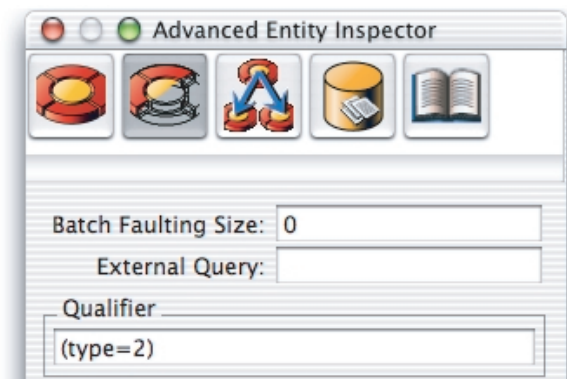 Advanced Entity Inspector
Batch Faulting Size: 0
External Query:
Qualifier
(type=2)